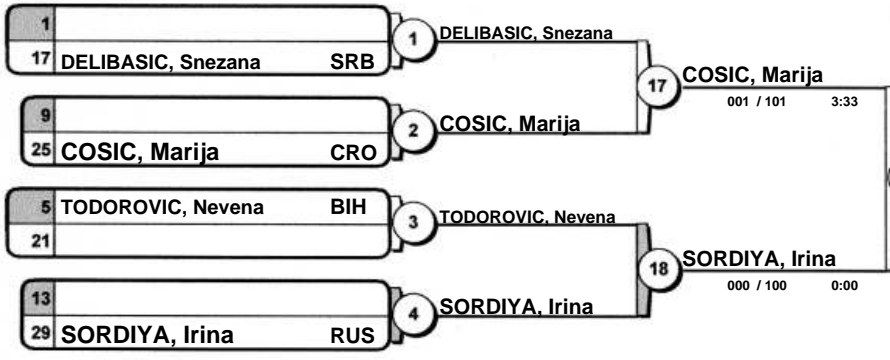 1
17 DELIBASIC, Snezana SRB
1 DELIBASIC, Snezana
9
25 COSIC, Marija CRO
2 COSIC, Marija
17 COSIC, Marija
001 / 101 3:33
5 TODOROVIC, Nevena BIH
21
3 TODOROVIC, Nevena
13
29 SORDIYA, Irina RUS
4 SORDIYA, Irina
18 SORDIYA, Irina
000 / 100 0:00